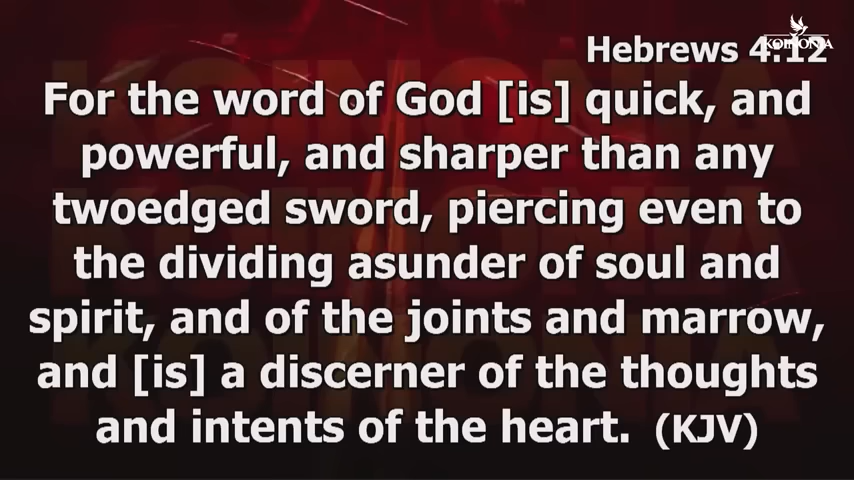 KOINONIA
Hebrews 4:12
For the word of God [is] quick, and
powerful, and sharper than any
twoedged sword, piercing even to
the dividing asunder of soul and
spirit, and of the joints and marrow,
and [is] a discerner of the thoughts
and intents of the heart. (KJV)